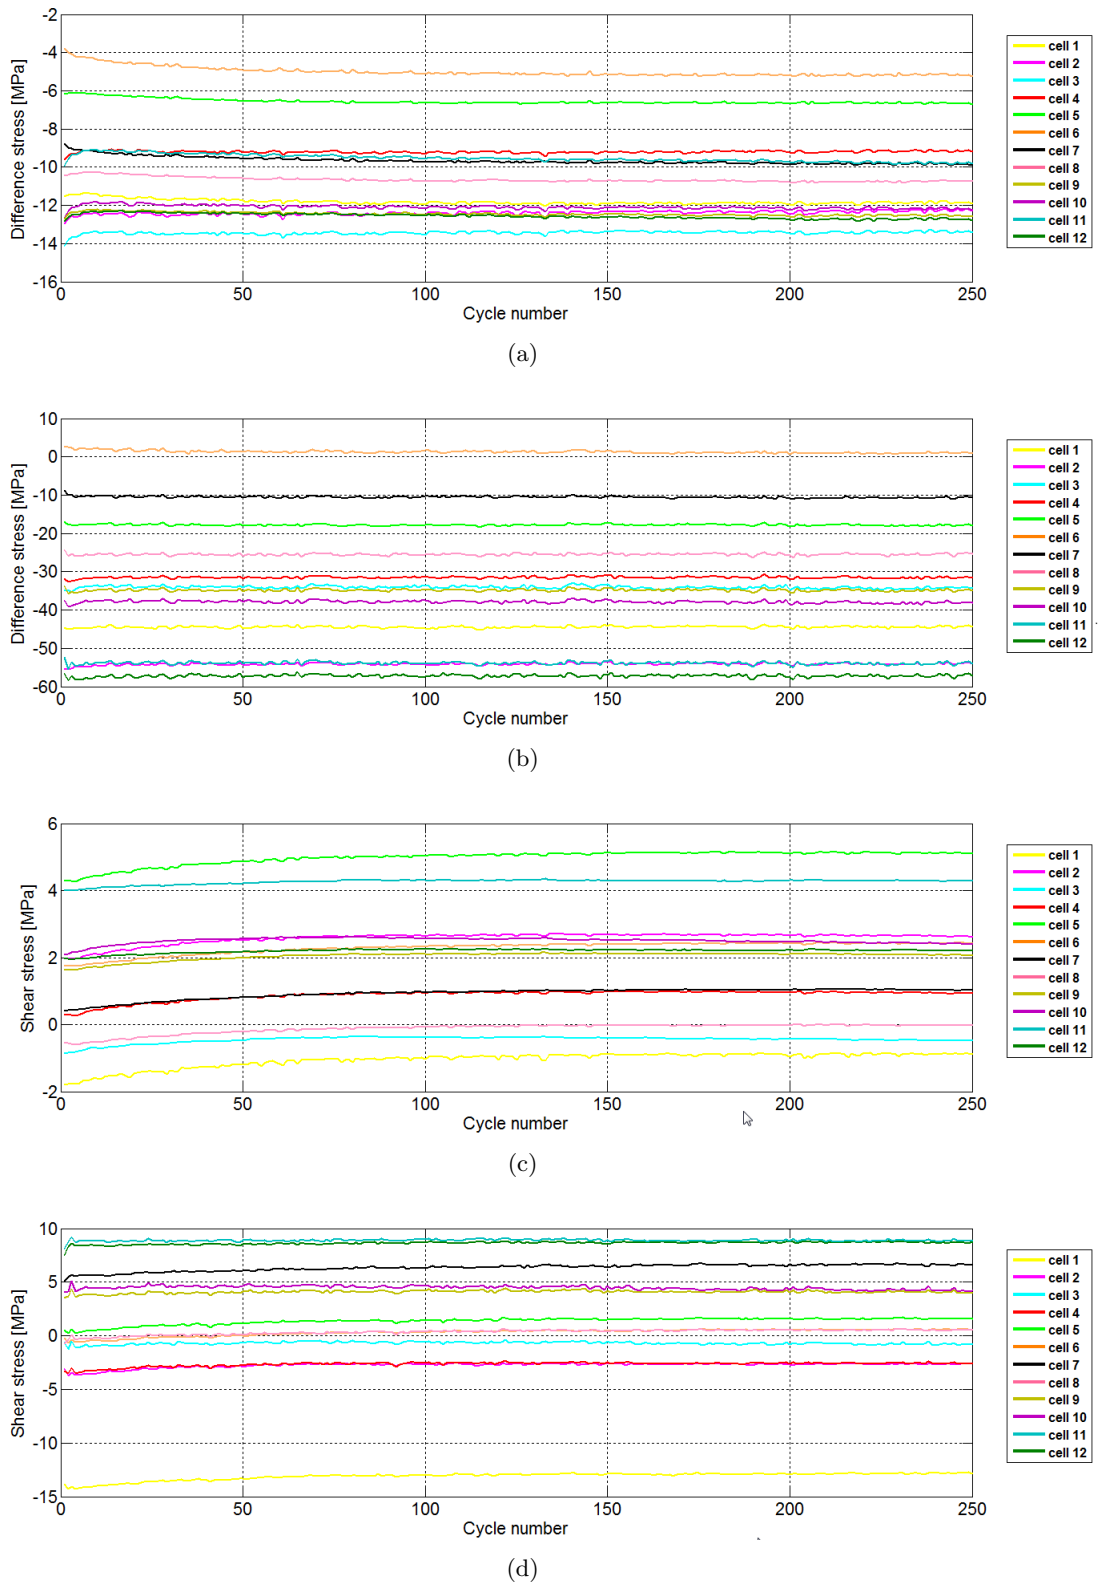 -2
-4
-6
-8
-10
-12
-14
-16
Difference stress [MPa]
0 50 100 150 200 250
Cycle number
cell 1
cell 2
cell 3
cell 4
cell 5
cell 6
cell 7
cell 8
cell 9
cell 10
cell 11
cell 12
(a)
10
0
-10
-20
-30
-40
-50
-60
Difference stress [MPa]
0 50 100 150 200 250
Cycle number
cell 1
cell 2
cell 3
cell 4
cell 5
cell 6
cell 7
cell 8
cell 9
cell 10
cell 11
cell 12
(b)
6
4
2
0
-2
Shear stress [MPa]
0 50 100 150 200 250
Cycle number
cell 1
cell 2
cell 3
cell 4
cell 5
cell 6
cell 7
cell 8
cell 9
cell 10
cell 11
cell 12
(c)
10
5
0
-5
-10
-15
Shear stress [MPa]
0 50 100 150 200 250
Cycle number
cell 1
cell 2
cell 3
cell 4
cell 5
cell 6
cell 7
cell 8
cell 9
cell 10
cell 11
cell 12
(d)